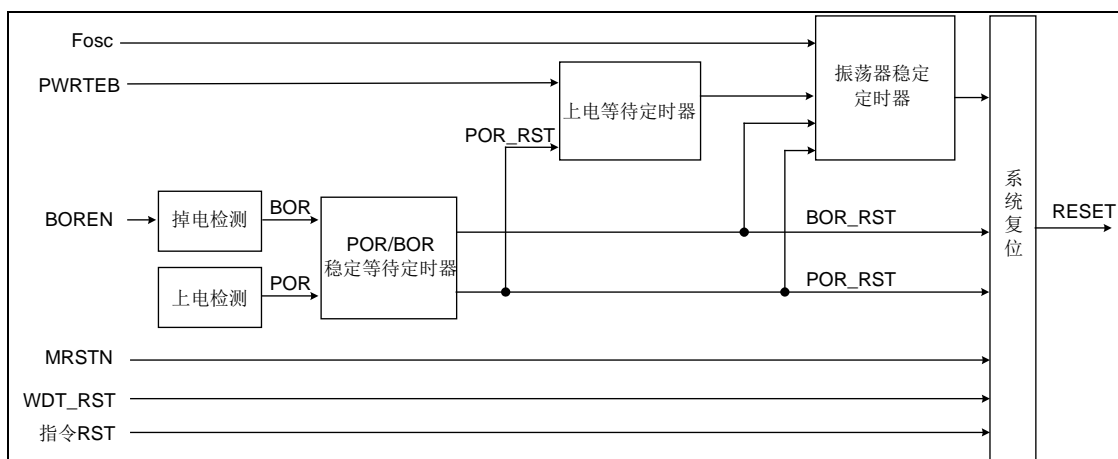 Fosc
PWRTEB
上电等待定时器
振荡器稳定
定时器
POR_RST
BOREN
掉电检测
BOR
POR/BOR
稳定等待定时器
BOR_RST
上电检测
POR
POR_RST
系统复位
RESET
MRSTN
WDT_RST
指令RST